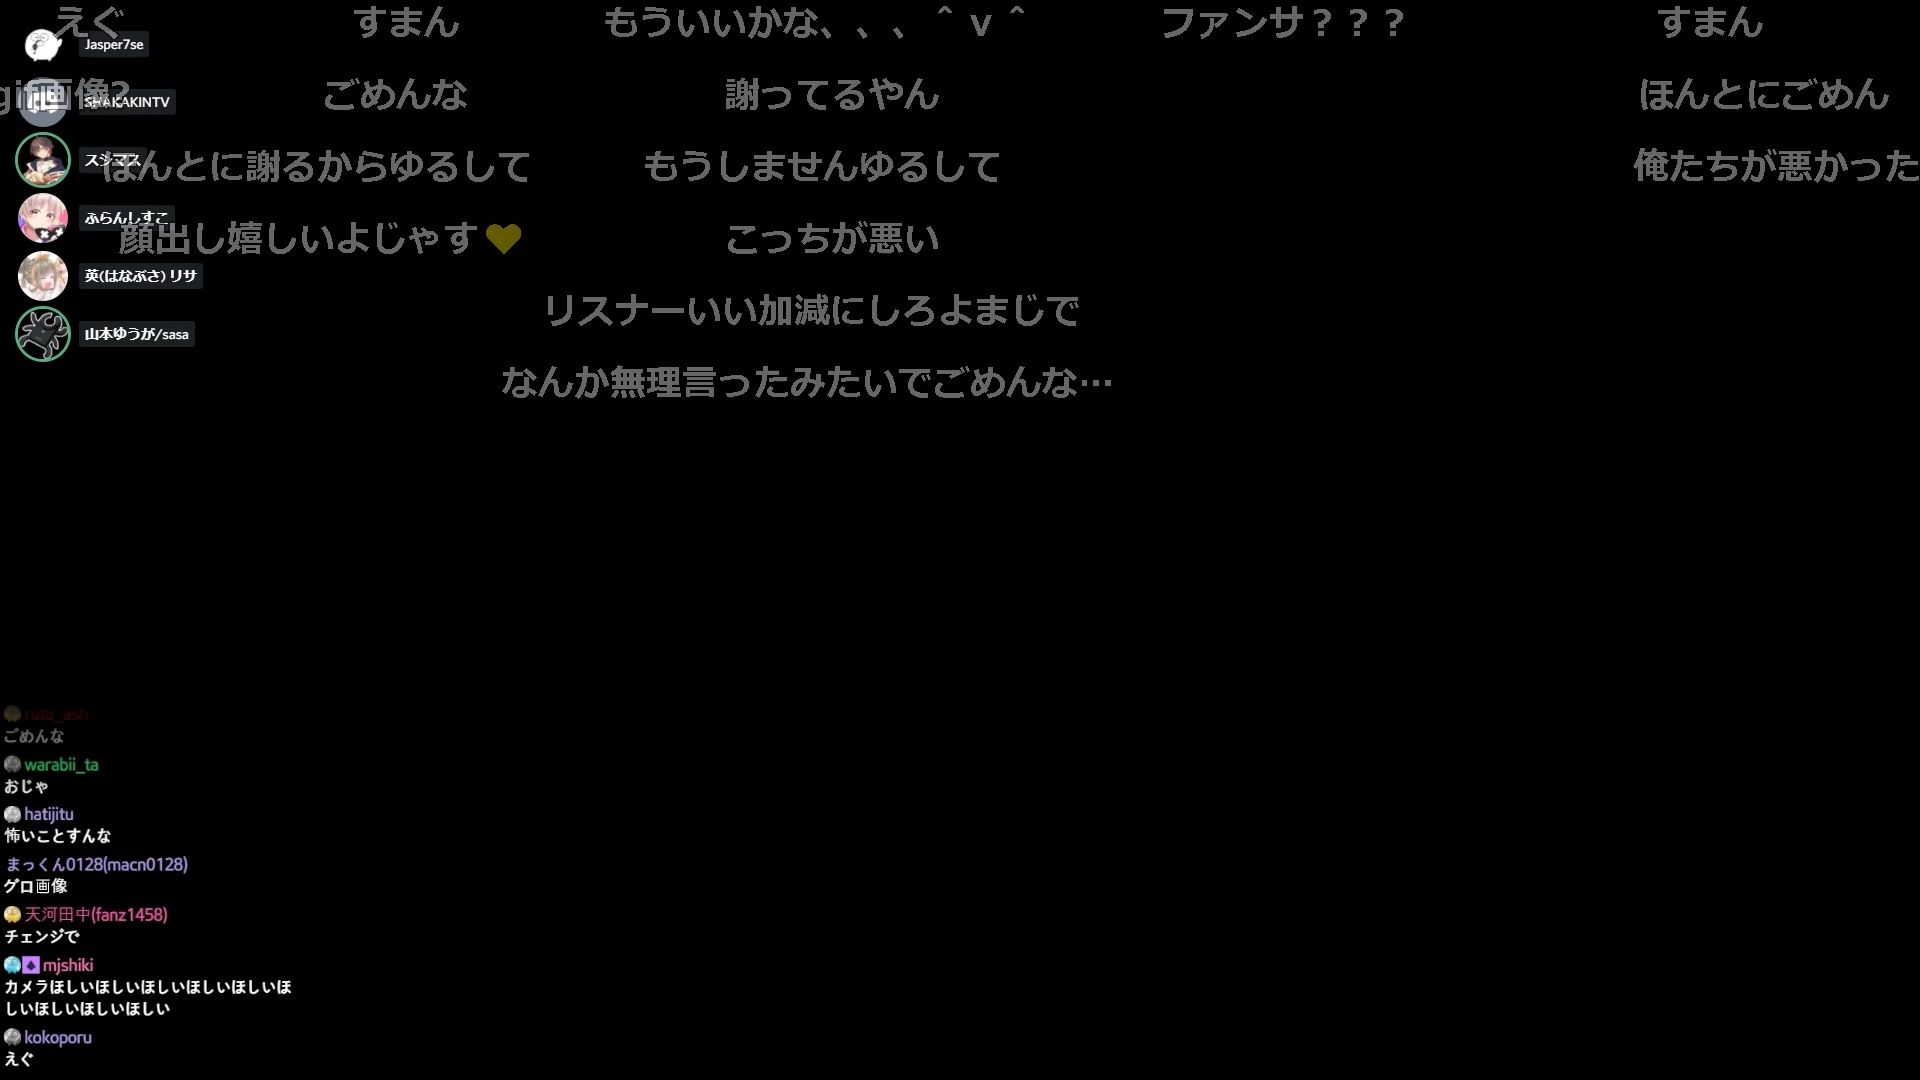 えぐ
すまん
もういいかな、、、＾ｖ＾
ファンサ？？？
すまん
Jasper7se
gif画像?
ごめんな
謝ってるやん
ほんとにごめん
SHAKAKINTV
スシマス
ほんとに謝るからゆるして
もうしませんゆるして
俺たちが悪かった
ふらんしすこ
顔出し嬉しいよじゃす💛
こっちが悪い
英(はなぶさ)リサ
リスナーいい加減にしろよまじで
山本ゆうが/sasa
なんか無理言ったみたいでごめんな…
ruto_ash
ごめんな
warabii_ta
おじゃ
hatijitu
怖いことすんな
まっくん0128(macn0128)
グロ画像
天河田中(fanz1458)
チェンジで
mjshiki
カメラほしいほしいほしいほしいほしいほ
しいほしいほしいほしい
kokoporu
えぐ